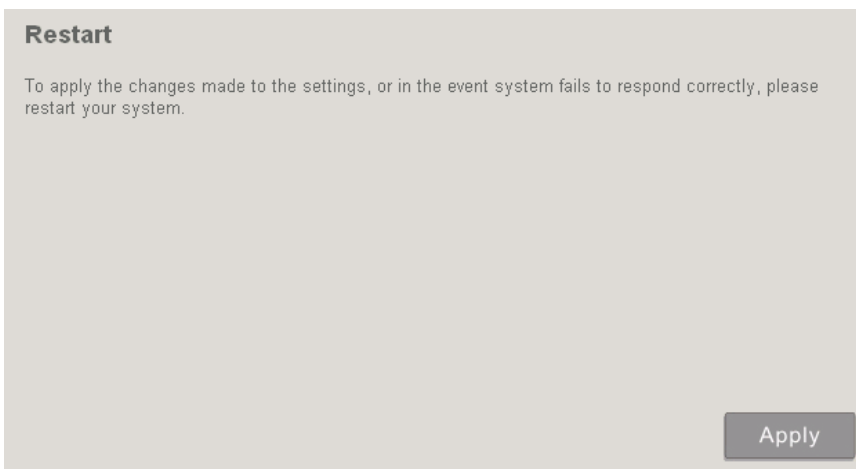 Restart
To apply the changes made to the settings, or in the event system fails to respond correctly, please
restart your system.
Apply